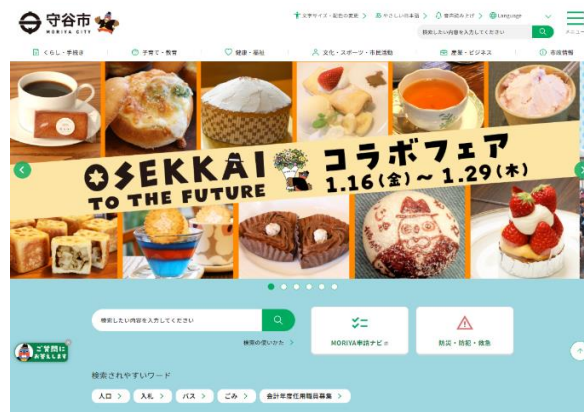 守谷市
MORIYA CITY
文字サイズ・配色の変更
やさしい日本語
音声読み上げ
Language
検索したい内容を入力してください
メニュー
くらし・手続き
子育て・教育
健康・福祉
文化・スポーツ・市民活動
産業・ビジネス
市政情報
OSEKKAI
TO THE FUTURE
コラボフェア
1.16(金)～1.29(木)
検索したい内容を入力してください
検索の使いかた
MORIYA申請ナビ
防災・防犯・救急
ご質問に
お答えします
検索されやすいワード
人口
入札
バス
ごみ
会計年度任用職員募集